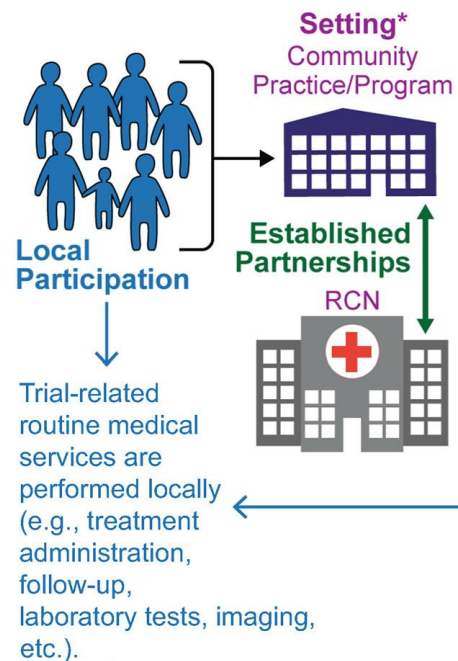 Setting*
Community
Practice/Program
Local
Participation
Established
Partnerships
RCN
Trial-related
routine medical
services are
performed locally
(e.g., treatment
administration,
follow-up,
laboratory tests, imaging,
etc.).